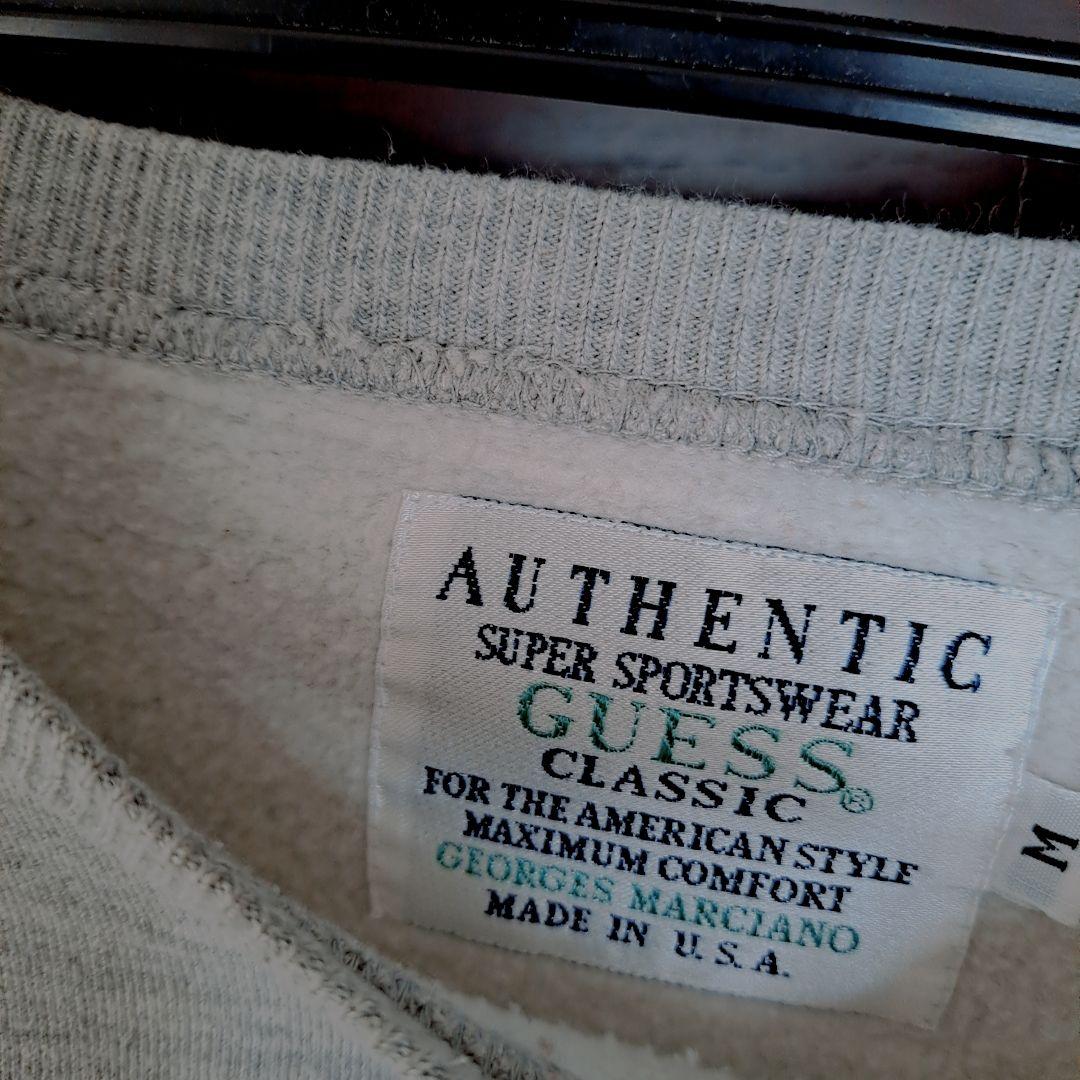 AUTHENTIC
SUPER SPORTSWEAR
GUESS®
CLASSIC
FOR THE AMERICAN STYLE
MAXIMUM COMFORT
GEORGES MARCIANO
MADE IN U.S.A.
M